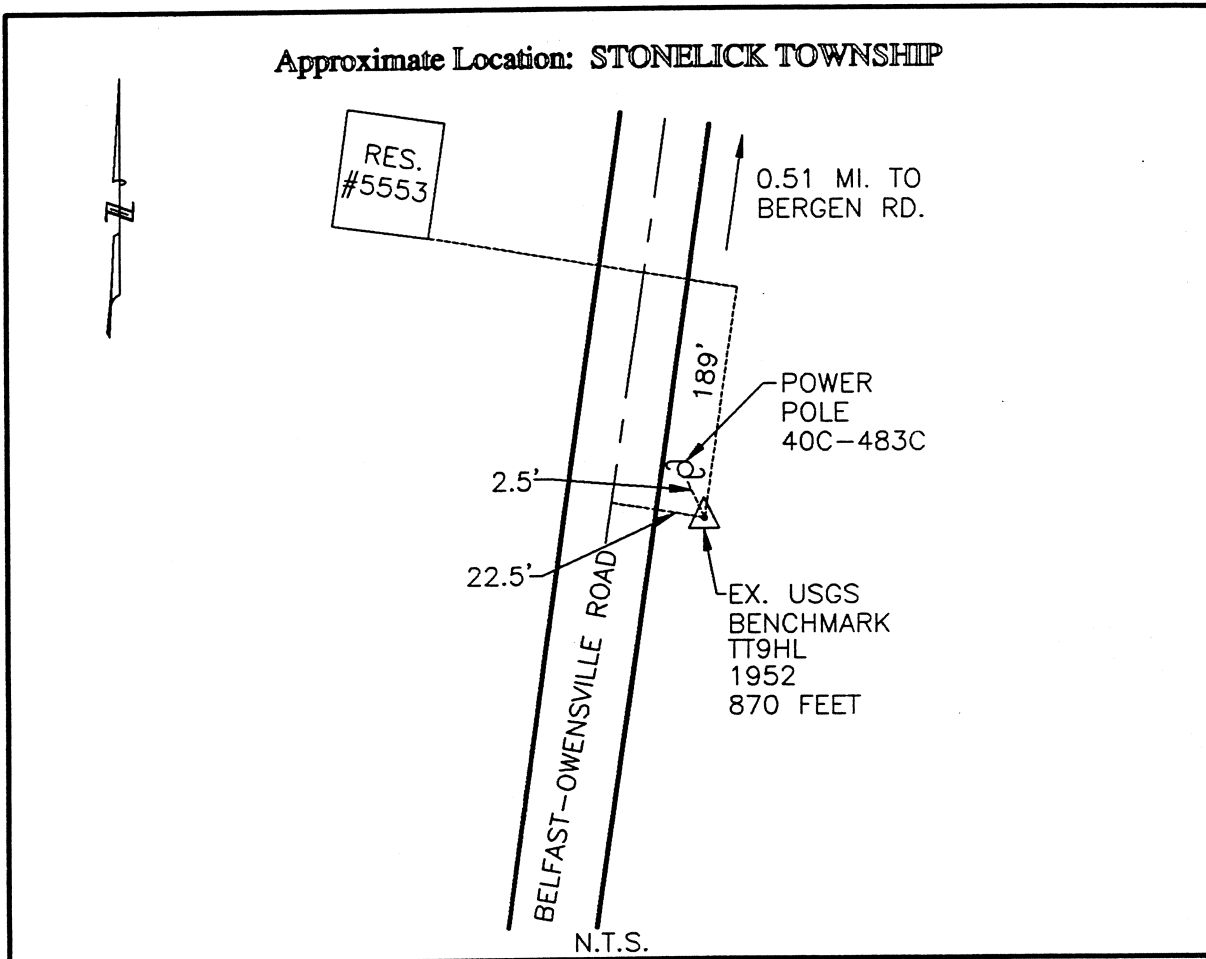 Approximate Location: STONELICK TOWNSHIP
N
RES.
#5553
0.51 MI. TO
BERGEN RD.
189'
POWER
POLE
40C-483C
2.5'
22.5'
EX. USGS
BENCHMARK
TT9HL
1952
870 FEET
BELFAST-OWENSVILLE ROAD
N.T.S.